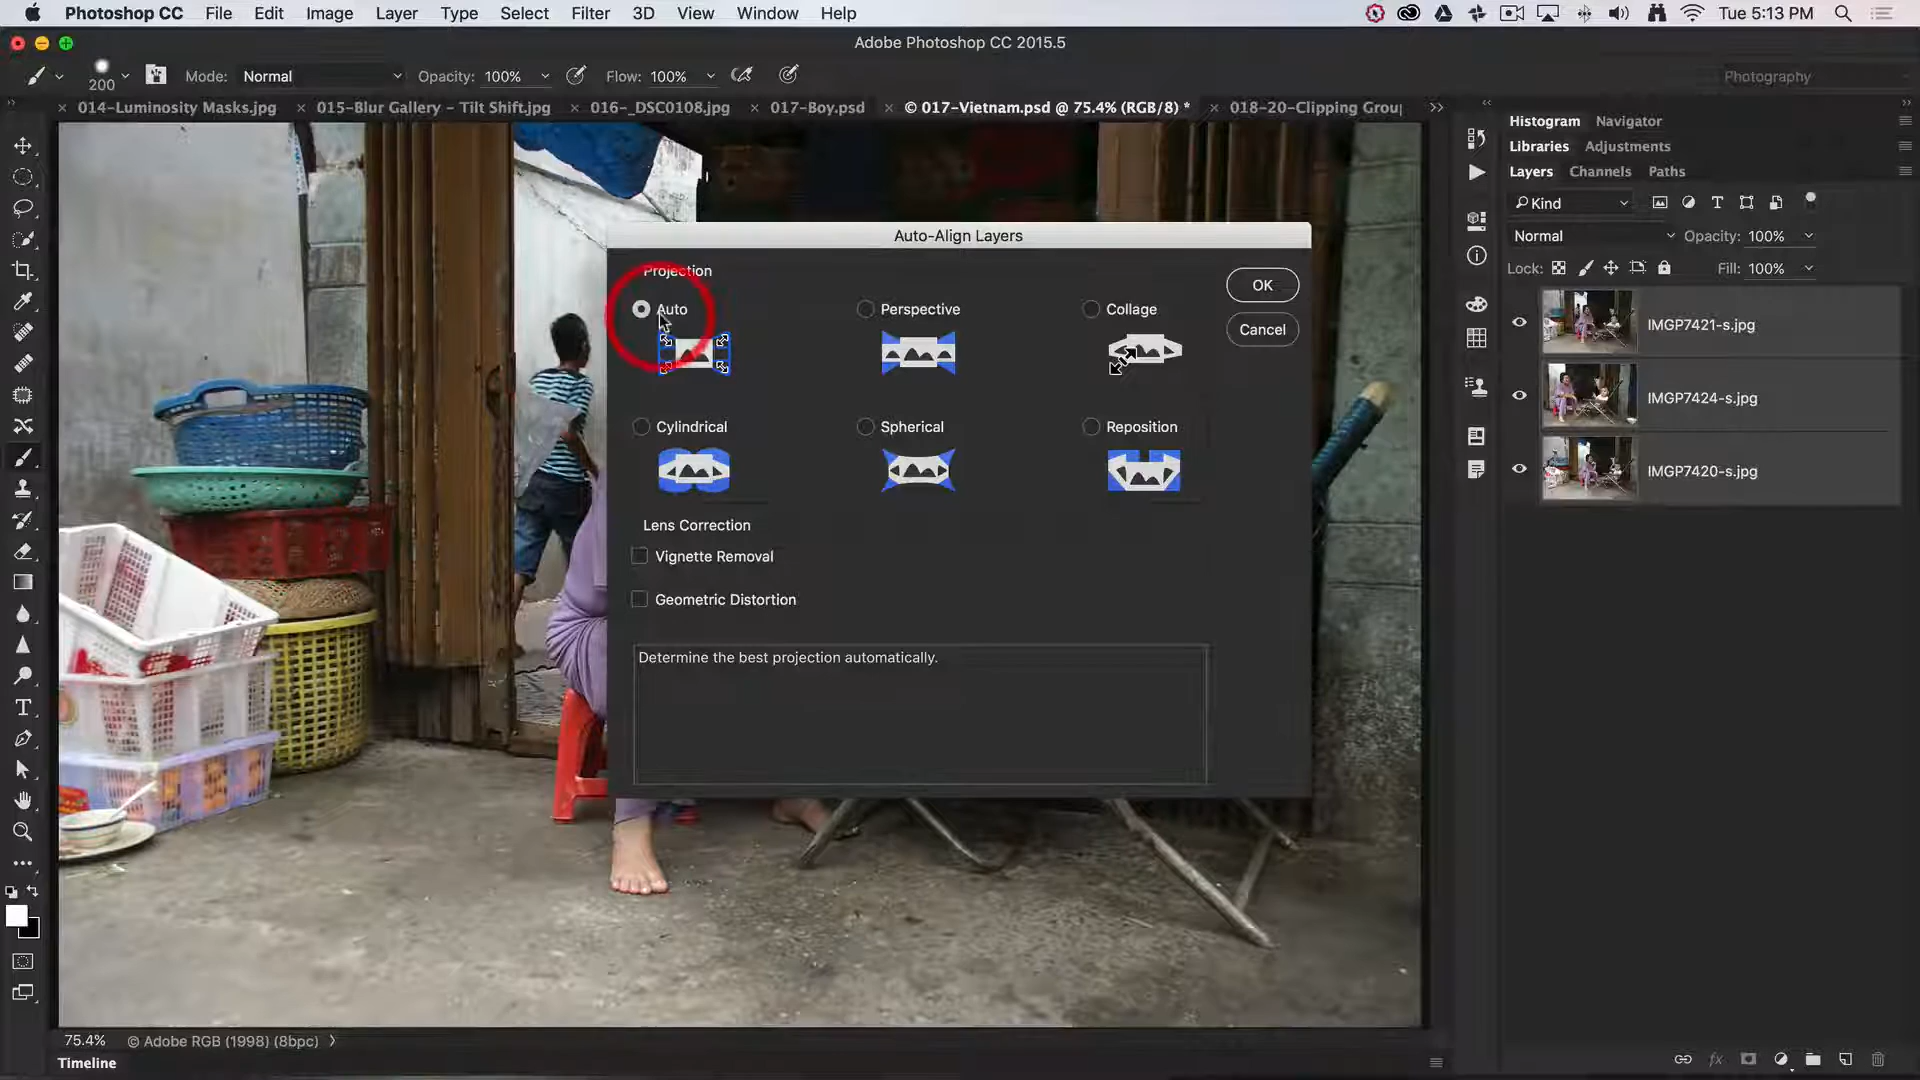 Photoshop CC File Edit Image Layer Type Select Filter 3D View Window Help Tue 5:13 PM
Adobe Photoshop CC 2015.5
200 Mode: Normal Opacity: 100% Flow: 100% Photography
014-Luminosity Masks.jpg 015-Blur Gallery - Tilt Shift.jpg 016-_DSC0108.jpg 017-Boy.psd © 017-Vietnam.psd @ 75.4% (RGB/8) * 018-20-Clipping Grou
Histogram Navigator
Libraries Adjustments
Layers Channels Paths
Kind
Normal Opacity: 100%
Lock: Fill: 100%
IMGP7421-s.jpg
IMGP7424-s.jpg
IMGP7420-s.jpg
Auto-Align Layers
Projection
Auto Perspective Collage
Cylindrical Spherical Reposition
OK
Cancel
Lens Correction
Vignette Removal
Geometric Distortion
Determine the best projection automatically.
75.4% © Adobe RGB (1998) (8bpc)
Timeline
fx